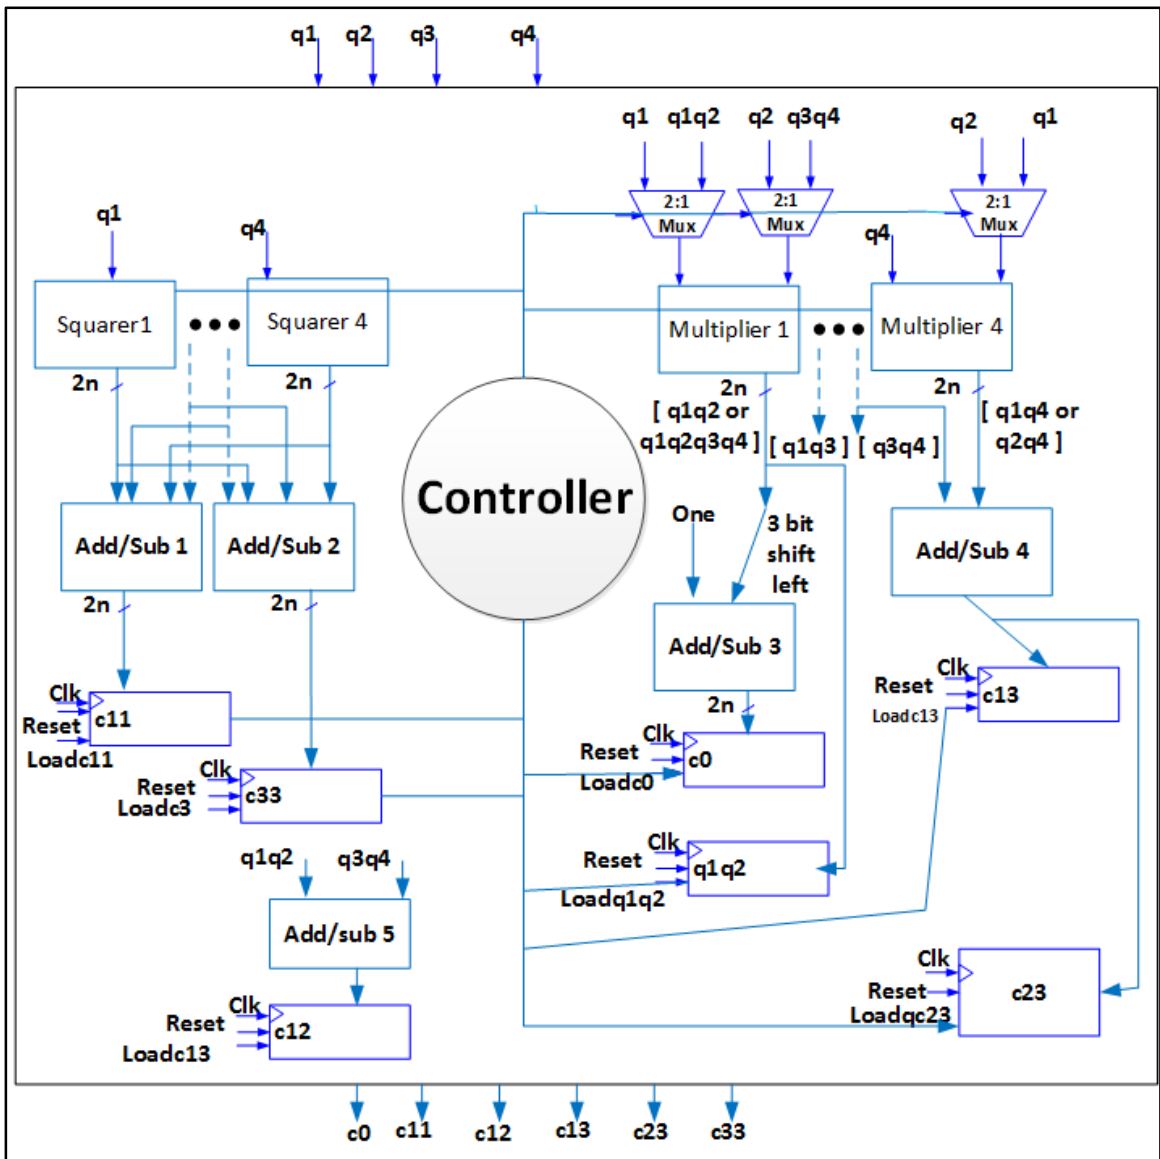 q1 q2 q3 q4
q1 q1q2 q2 q3q4 q2 q1
2:1 Mux
2:1 Mux
2:1 Mux
q1
q4
q4
Squarer1
Squarer 4
Multiplier 1
Multiplier 4
2n
2n
2n
2n
[ q1q2 or
q1q2q3q4 ]
[ q1q3 ]
[ q3q4 ]
[ q1q4 or
q2q4 ]
Controller
One
3 bit
shift
left
Add/Sub 1
Add/Sub 2
Add/Sub 4
2n
2n
Add/Sub 3
2n
Clk
Reset
Loadc11
c11
Clk
Reset
Loadc3
c33
Clk
Reset
Loadc0
c0
Clk
Reset
Loadc13
c13
q1q2
q3q4
Add/sub 5
Clk
Reset
Loadq1q2
q1q2
Clk
Reset
Loadc13
c12
Clk
Reset
Loadqc23
c23
c0 c11 c12 c13 c23 c33